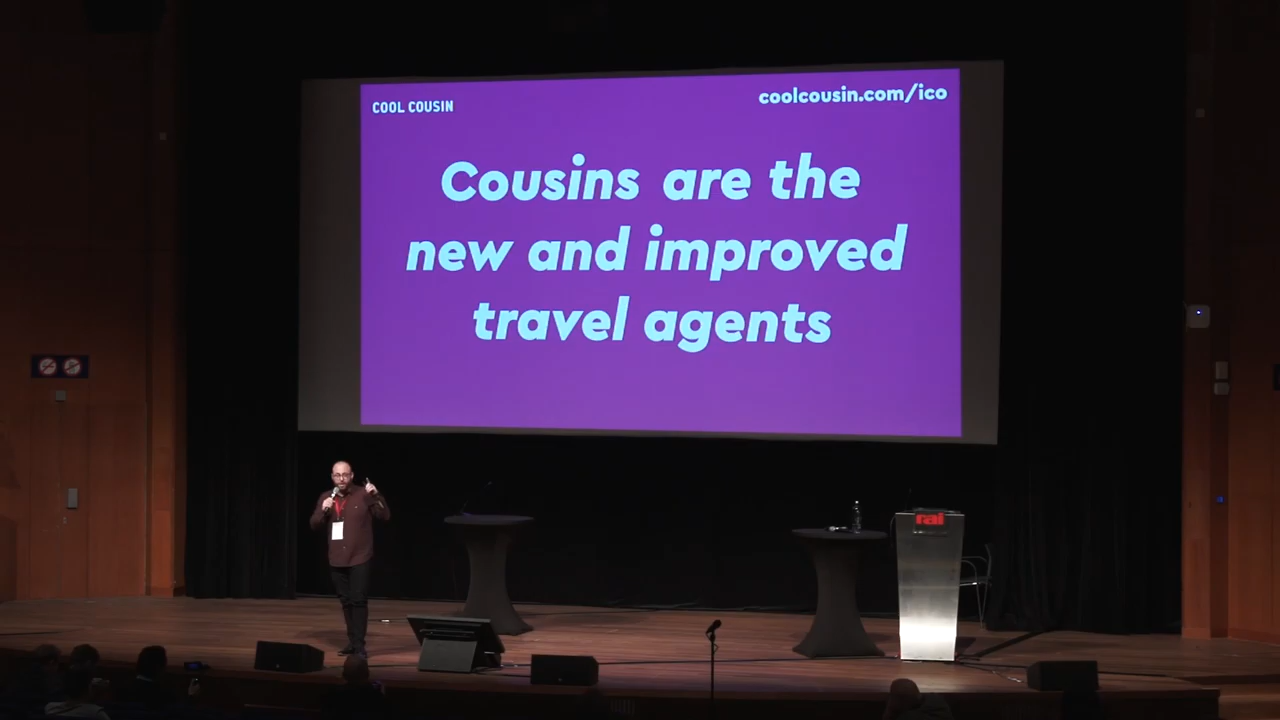 COOL COUSIN
coolcousin.com/ico
Cousins are the
new and improved
travel agents
rai